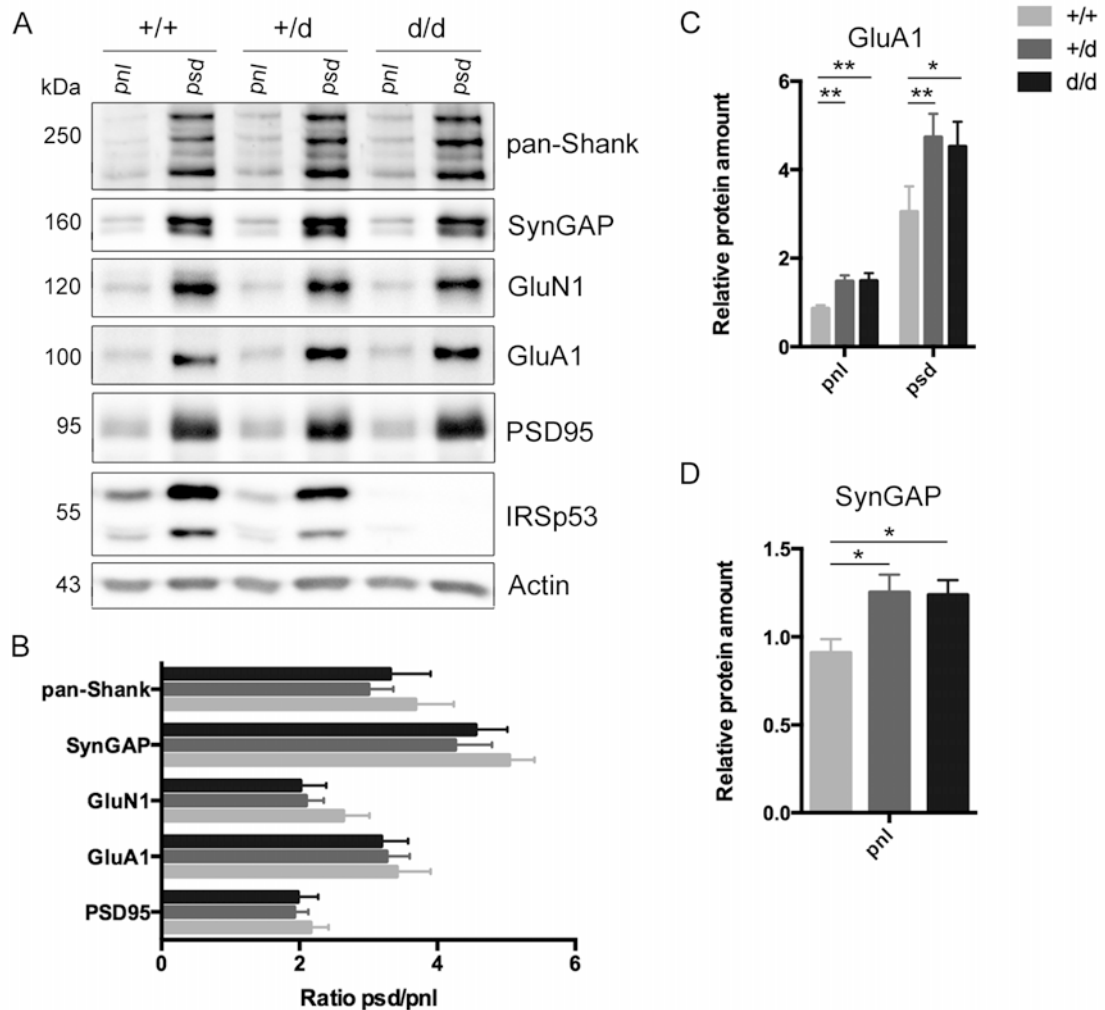 A
+/+ +/d d/d
kDa pnl psd pnl psd pnl psd
250 pan-Shank
160 SynGAP
120 GluN1
100 GluA1
95 PSD95
55 IRSp53
43 Actin
B
pan-Shank
SynGAP
GluN1
GluA1
PSD95
0 2 4 6
Ratio psd/pnl
C
GluA1
+/+
+/d
d/d
** *
** **
Relative protein amount
6
4
2
0
pnl psd
D
SynGAP
*
*
Relative protein amount
1.5
1.0
0.5
0.0
pnl